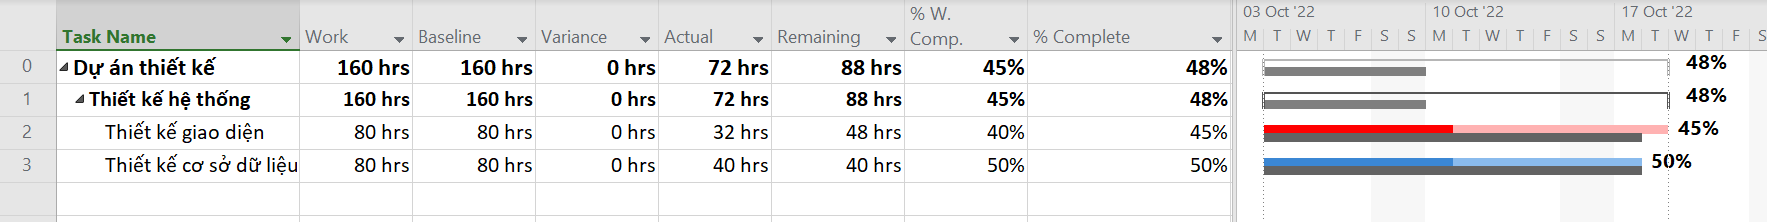 03 Oct '22 10 Oct '22 17 Oct '22
Task Name Work Baseline Variance Actual Remaining % W. Comp. % Complete M T W T F S S M T W T F S S M T W T F S
0 Dự án thiết kế 160 hrs 160 hrs 0 hrs 72 hrs 88 hrs 45% 48% 48%
1 Thiết kế hệ thống 160 hrs 160 hrs 0 hrs 72 hrs 88 hrs 45% 48% 48%
2 Thiết kế giao diện 80 hrs 80 hrs 0 hrs 32 hrs 48 hrs 40% 45% 45%
3 Thiết kế cơ sở dữ liệu 80 hrs 80 hrs 0 hrs 40 hrs 40 hrs 50% 50% 50%